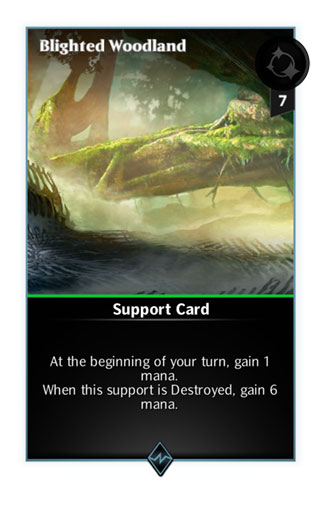 Blighted Woodland
7
Support Card
At the beginning of your turn, gain 1
mana.
When this support is Destroyed, gain 6
mana.